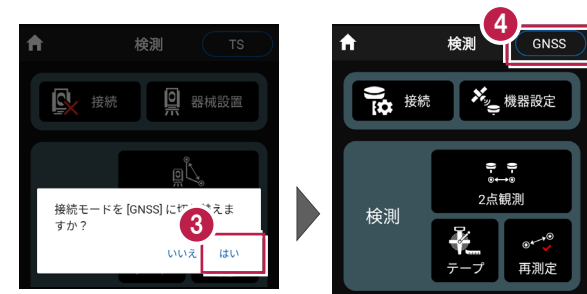 検測
TS
接続
器械設置
接続モードを [GNSS] に切り替えま
すか？
3
いいえ
はい
4
検測
GNSS
接続
機器設定
検測
2点観測
テープ
再測定